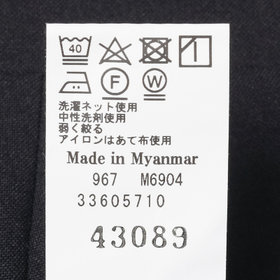 40
F W
洗濯ネット使用
中性洗剤使用
弱く絞る
アイロンはあて布使用
Made in Myanmar
967 M6904
33605710
43089